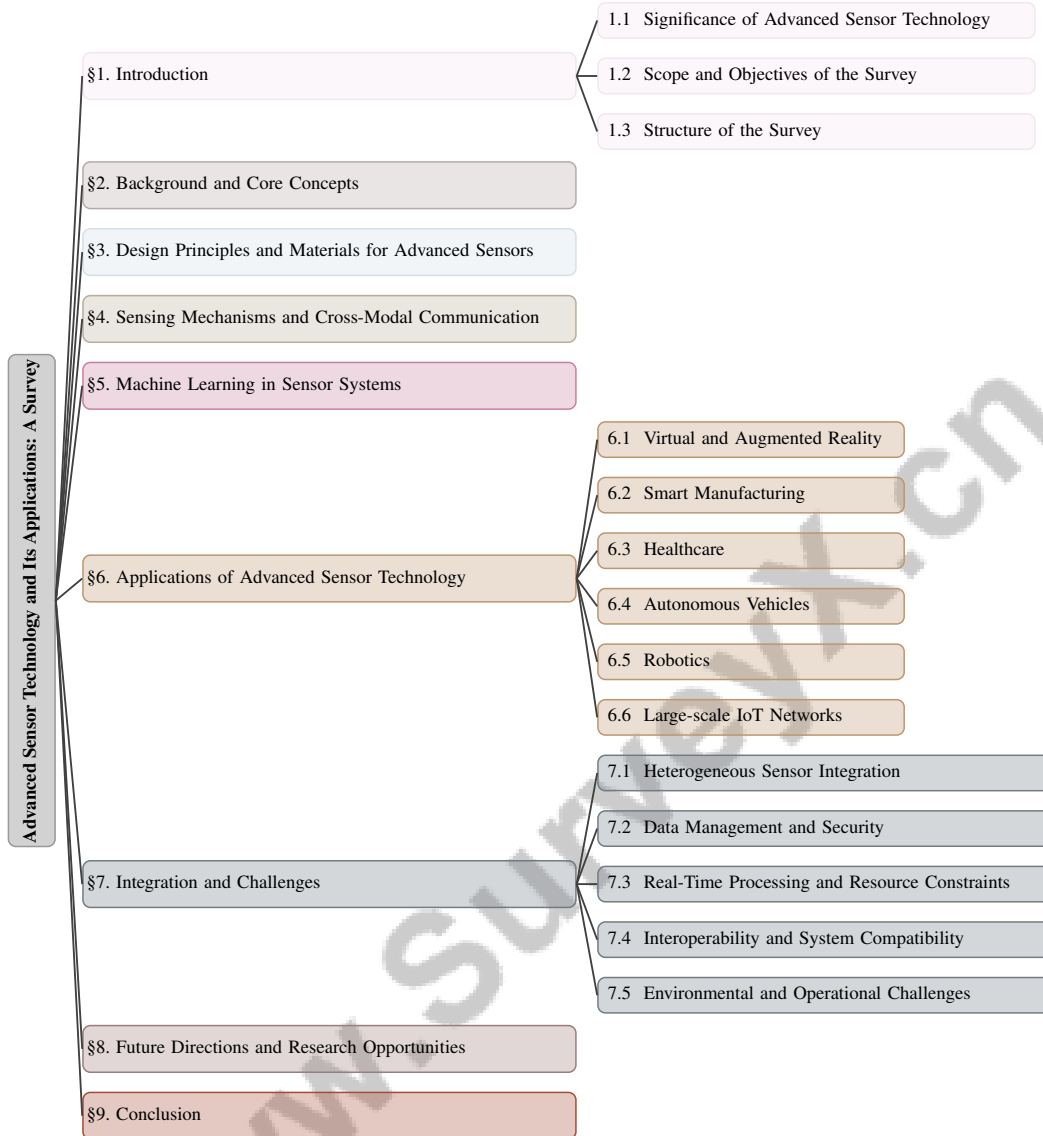 Advanced Sensor Technology and Its Applications: A Survey
§1. Introduction
1.1 Significance of Advanced Sensor Technology
1.2 Scope and Objectives of the Survey
1.3 Structure of the Survey
§2. Background and Core Concepts
§3. Design Principles and Materials for Advanced Sensors
§4. Sensing Mechanisms and Cross-Modal Communication
§5. Machine Learning in Sensor Systems
§6. Applications of Advanced Sensor Technology
6.1 Virtual and Augmented Reality
6.2 Smart Manufacturing
6.3 Healthcare
6.4 Autonomous Vehicles
6.5 Robotics
6.6 Large-scale IoT Networks
§7. Integration and Challenges
7.1 Heterogeneous Sensor Integration
7.2 Data Management and Security
7.3 Real-Time Processing and Resource Constraints
7.4 Interoperability and System Compatibility
7.5 Environmental and Operational Challenges
§8. Future Directions and Research Opportunities
§9. Conclusion
w.SurveyX.cn